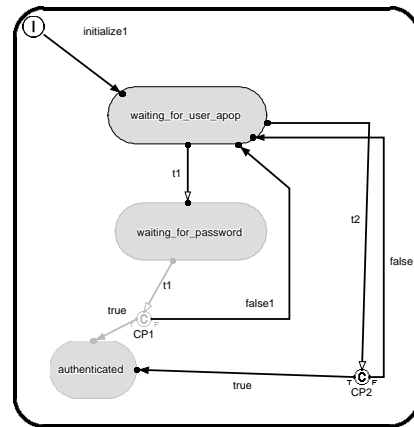 I
initialize1
waiting_for_user_apop
t1
t2
waiting_for_password
false
t1
false1
true
T C F
CP1
authenticated
T C F
true
CP2